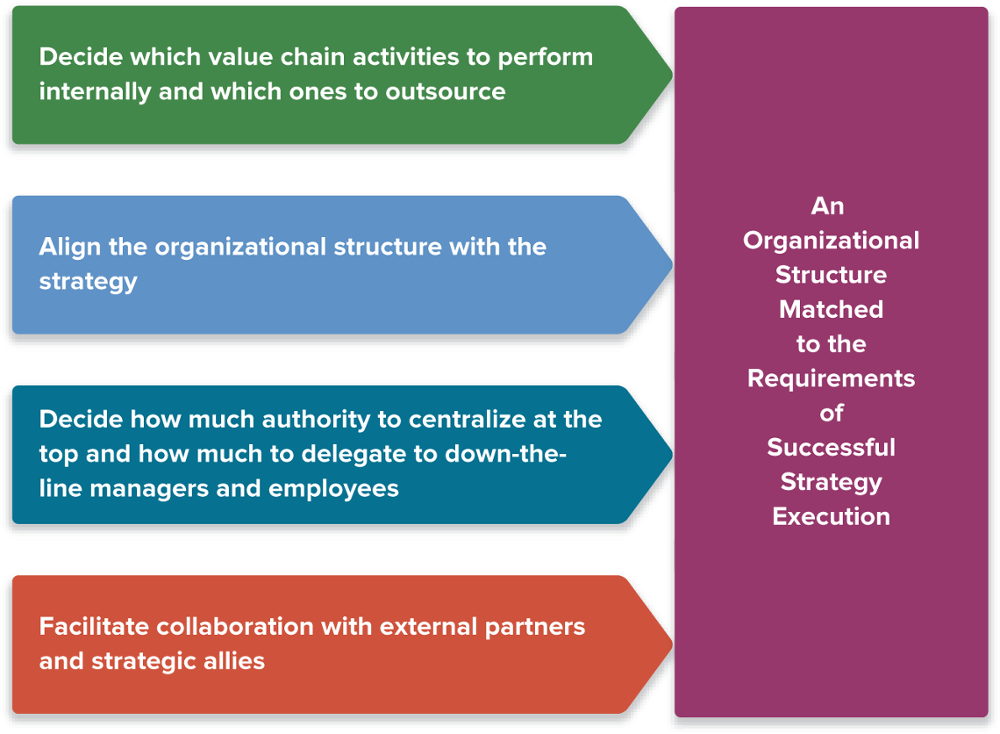 Decide which value chain activities to perform
internally and which ones to outsource
Align the organizational structure with the
strategy
Decide how much authority to centralize at the
top and how much to delegate to down-the-
line managers and employees
Facilitate collaboration with external partners
and strategic allies
An
Organizational
Structure
Matched
to the
Requirements
of
Successful
Strategy
Execution